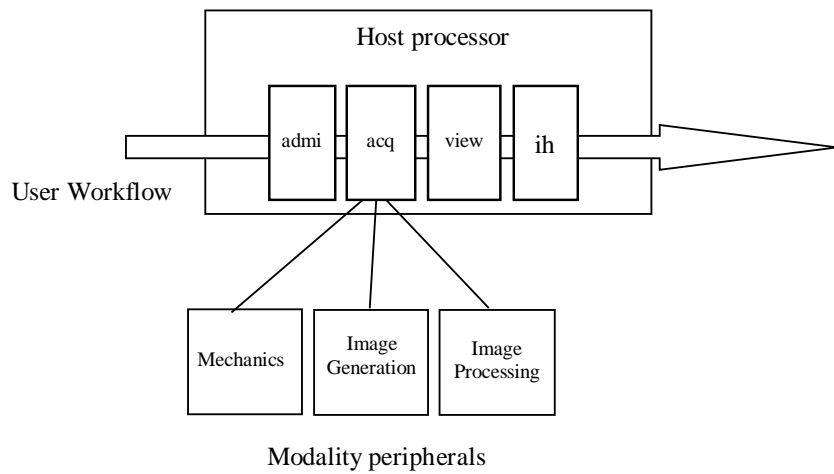 Host processor
admi
acq
view
ih
User Workflow
Mechanics
Image
Generation
Image
Processing
Modality peripherals